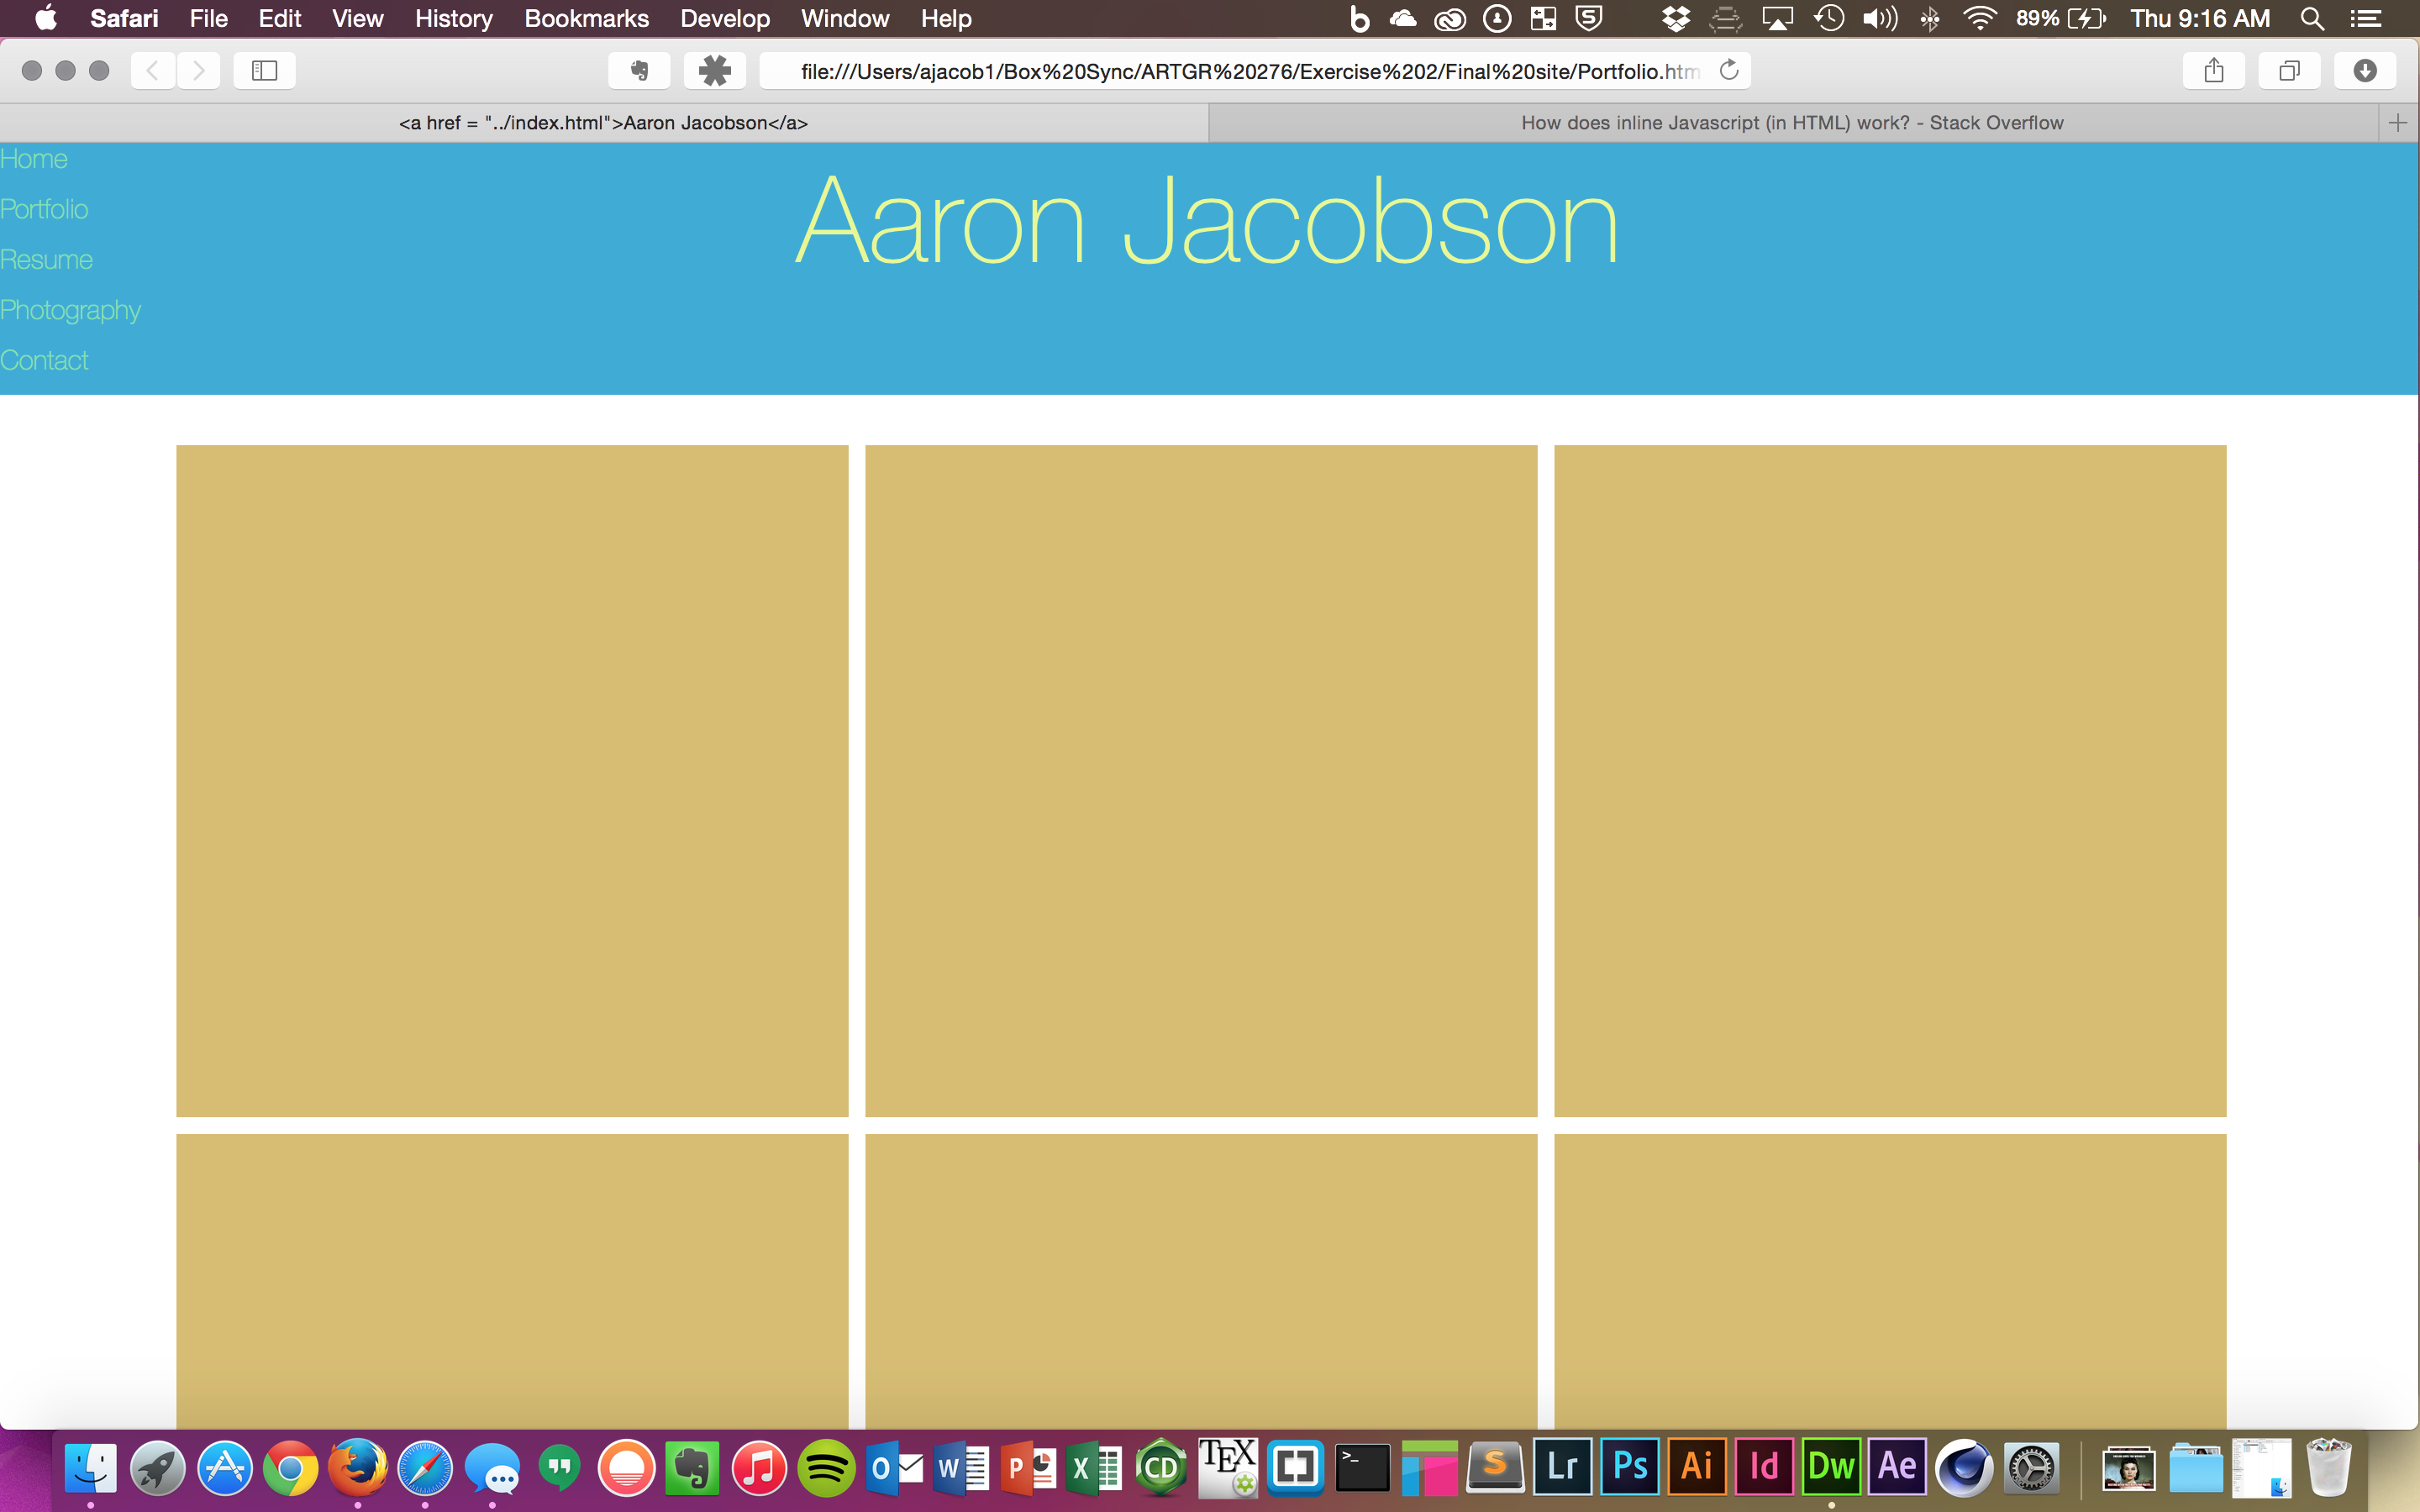 Safari File Edit View History Bookmarks Develop Window Help 89% Thu 9:16 AM
file:///Users/ajacob1/Box%20Sync/ARTGR%20276/Exercise%202/Final%20site/Portfolio.htm
<a href = "../index.html">Aaron Jacobson</a> How does inline Javascript (in HTML) work? - Stack Overflow
Home
Aaron Jacobson
Portfolio
Resume
Photography
Contact
O W P X CD TEX >_ S Lr Ps Ai Id Dw Ae